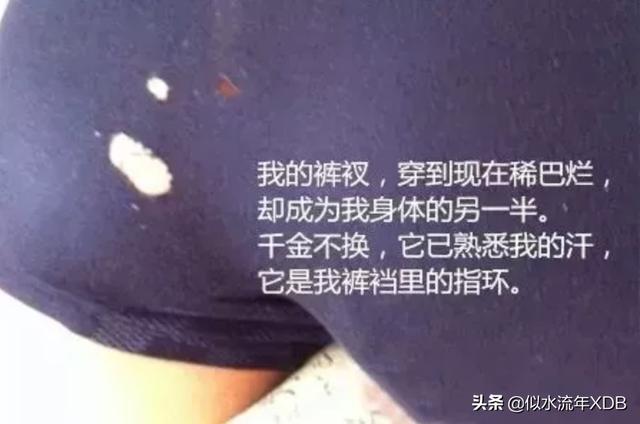 我的裤衩，穿到现在稀巴烂，
却成为我身体的另一半。
千金不换，它已熟悉我的汗，
它是我裤裆里的指环。
头条 @似水流年XDB